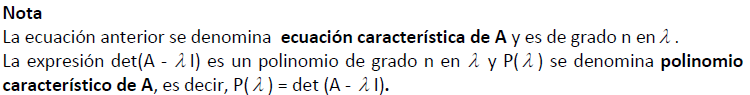 Nota
La ecuación anterior se denomina ecuación característica de A y es de grado n en λ .
La expresión det(A - λ I) es un polinomio de grado n en λ y P( λ ) se denomina polinomio
característico de A, es decir, P( λ ) = det (A - λ I).